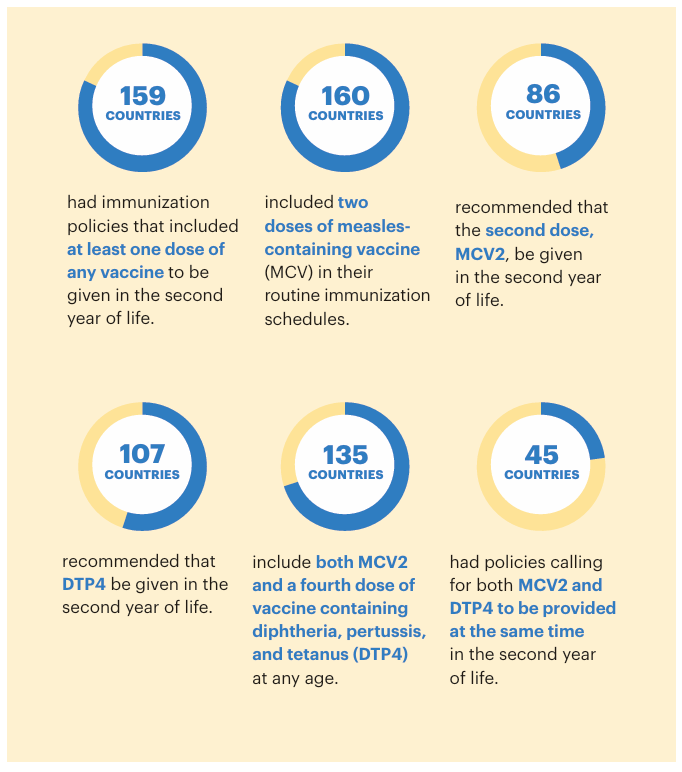 159
COUNTRIES
had immunization
policies that included
at least one dose of
any vaccine to be
given in the second
year of life.
160
COUNTRIES
included two
doses of measles-
containing vaccine
(MCV) in their
routine immunization
schedules.
86
COUNTRIES
recommended that
the second dose,
MCV2, be given
in the second year
of life.
107
COUNTRIES
recommended that
DTP4 be given in the
second year of life.
135
COUNTRIES
include both MCV2
and a fourth dose of
vaccine containing
diphtheria, pertussis,
and tetanus (DTP4)
at any age.
45
COUNTRIES
had policies calling
for both MCV2 and
DTP4 to be provided
at the same time
in the second year
of life.